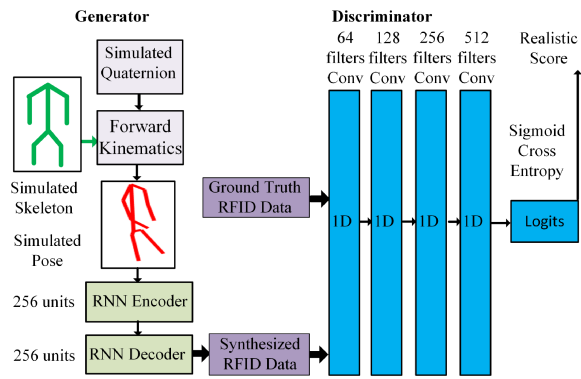 Generator
Simulated
Quaternion
Forward
Kinematics
Simulated
Skeleton
Simulated
Pose
256 units
RNN Encoder
256 units
RNN Decoder
Ground Truth
RFID Data
Synthesized
RFID Data
Discriminator
64
filters
Conv
128
filters
Conv
256
filters
Conv
512
filters
Conv
1D
1D
1D
1D
Realistic
Score
Sigmoid
Cross
Entropy
Logits